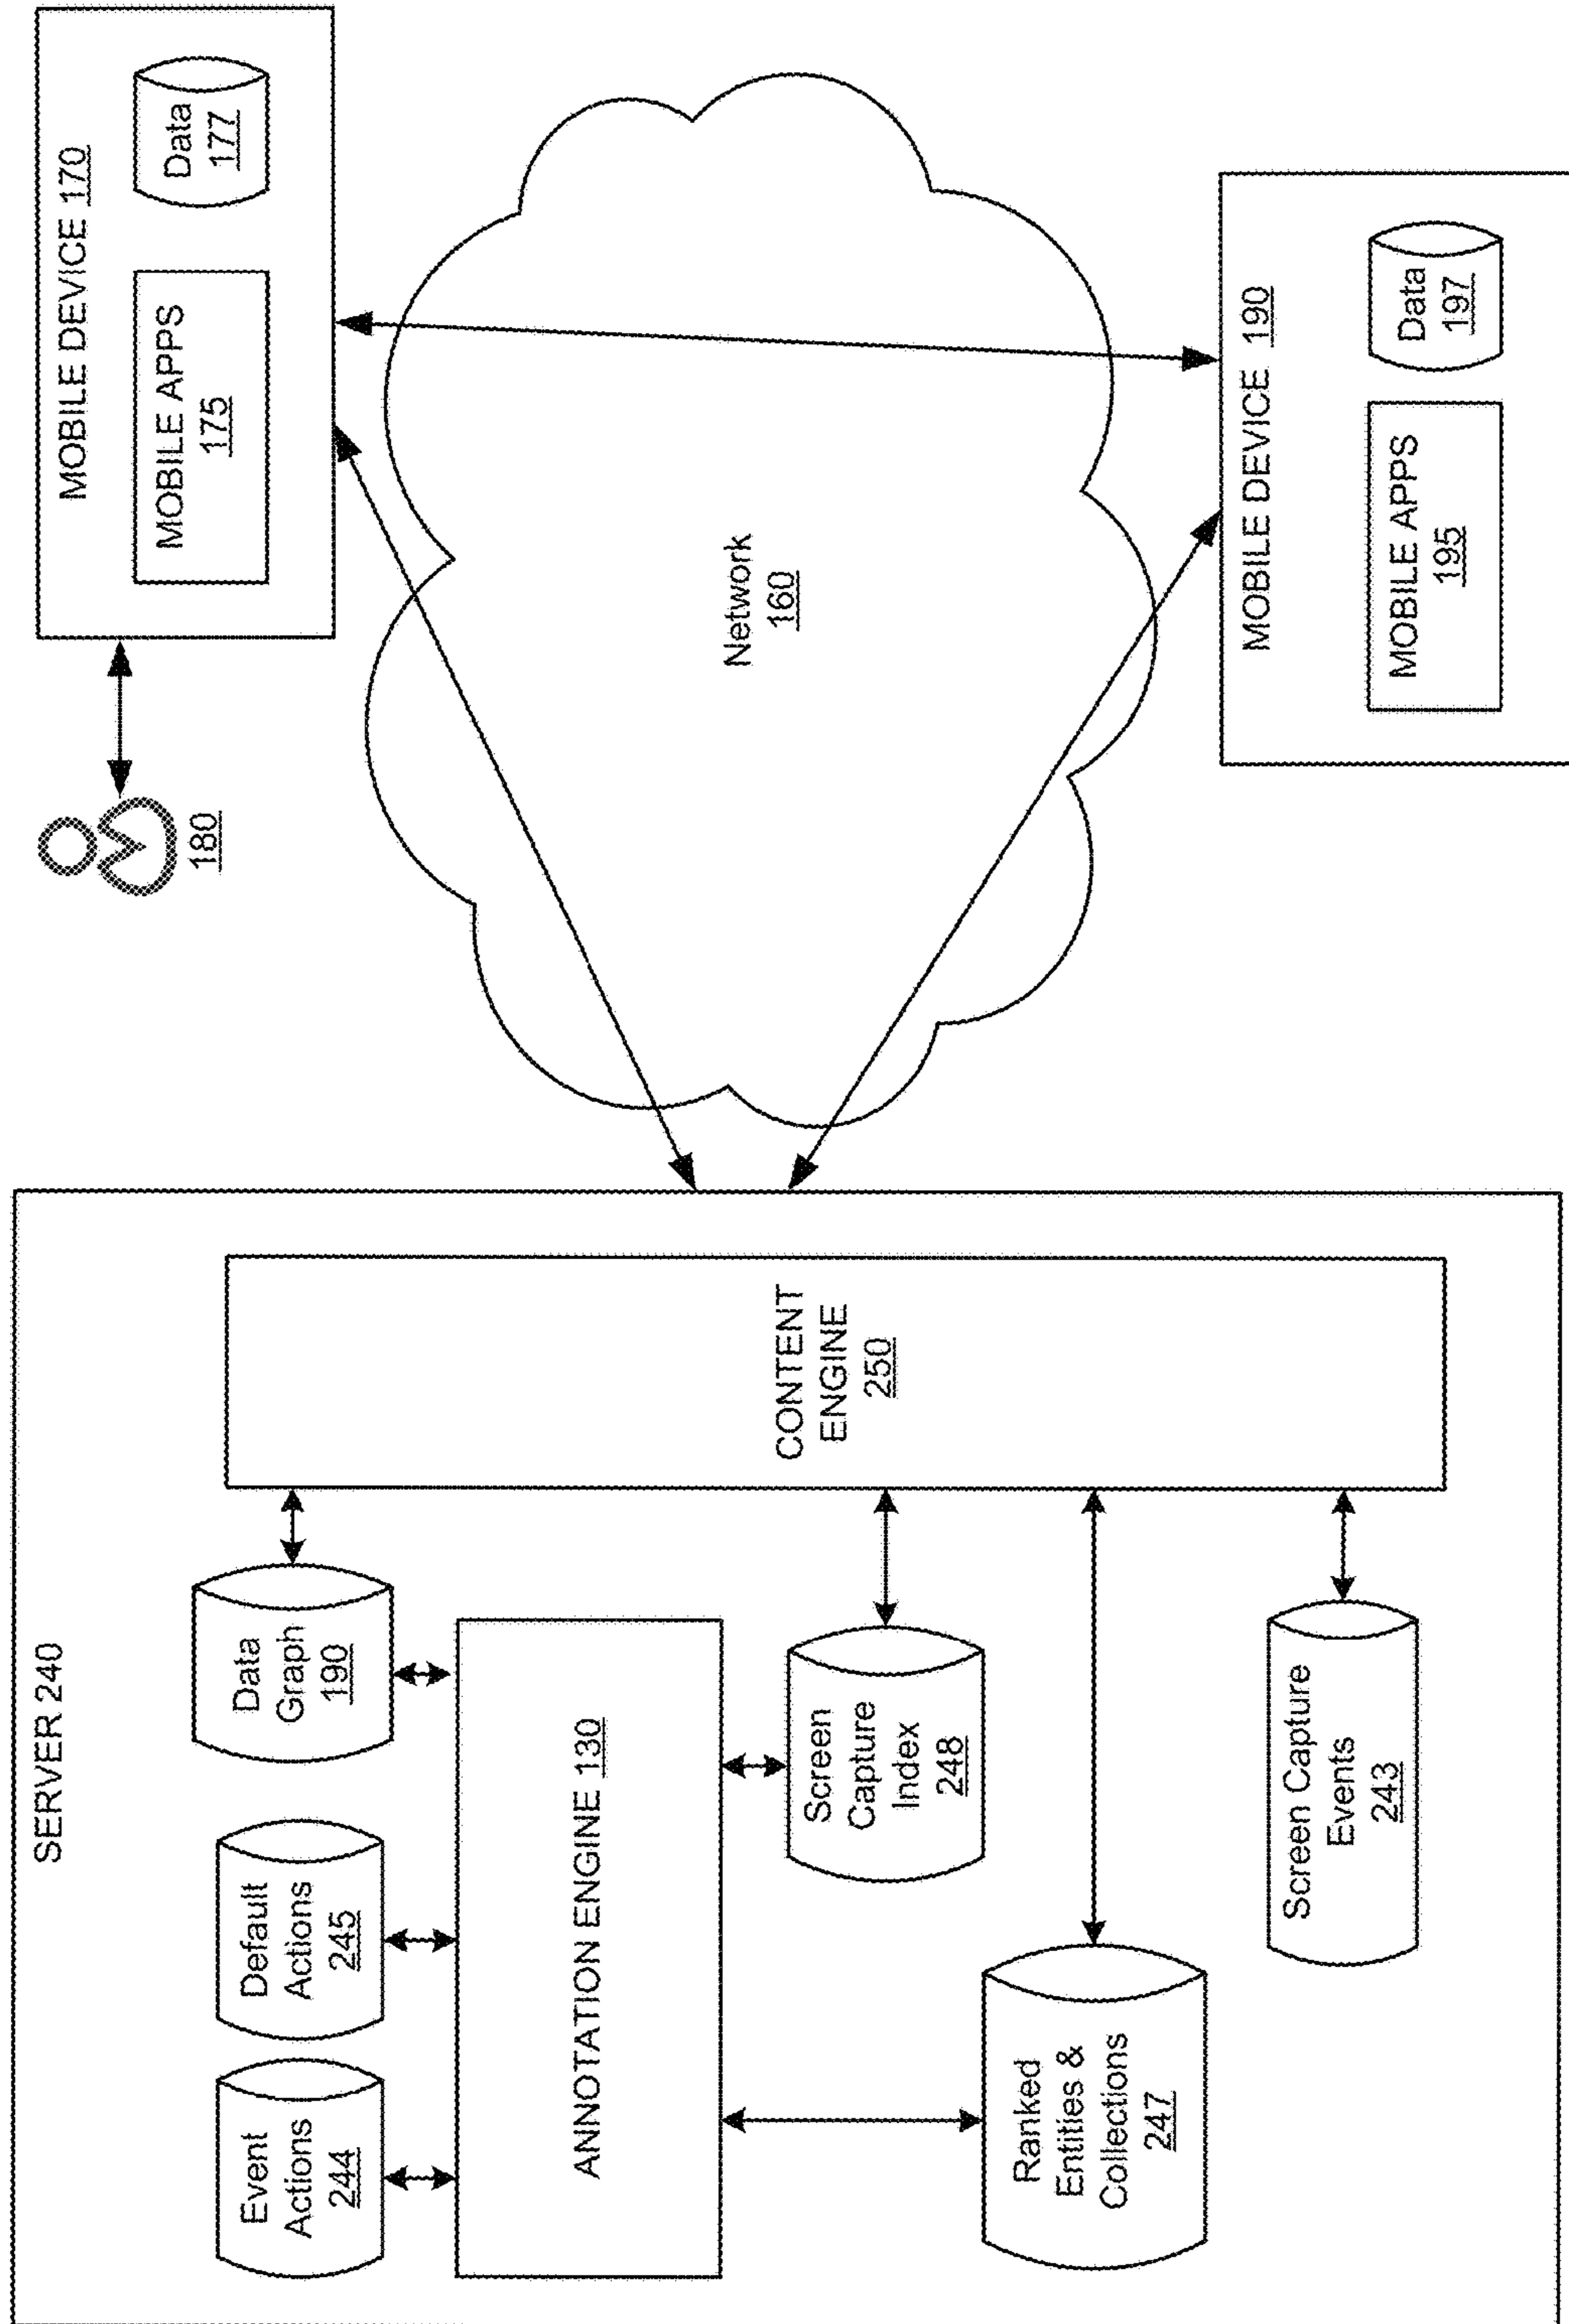 SERVER 240
Event
Actions
244
Default
Actions
245
Data
Graph
190
ANNOTATION ENGINE 130
Ranked
Entities &
Collections
247
Screen
Capture
Index
248
Screen Capture
Events
243
CONTENT
ENGINE
250
180
MOBILE DEVICE 170
MOBILE APPS
175
Data
177
Network
160
MOBILE DEVICE 190
MOBILE APPS
195
Data
197